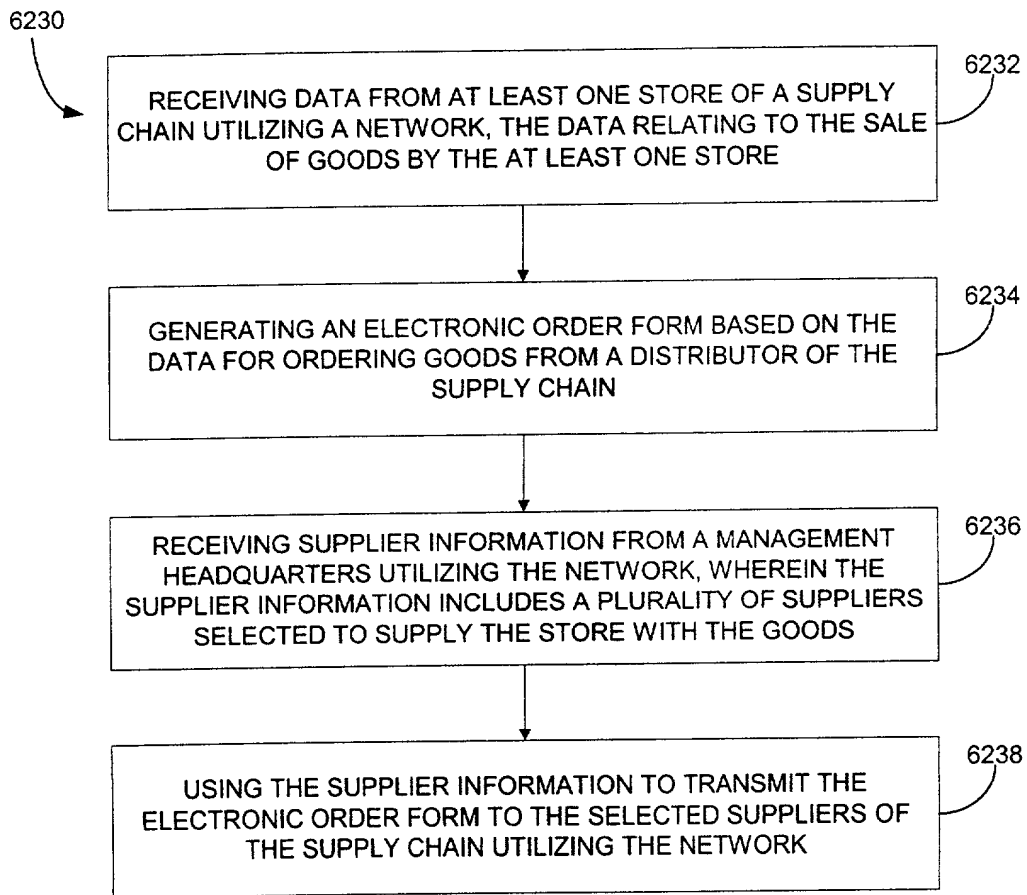 6230
6232
RECEIVING DATA FROM AT LEAST ONE STORE OF A SUPPLY
CHAIN UTILIZING A NETWORK, THE DATA RELATING TO THE SALE
OF GOODS BY THE AT LEAST ONE STORE
6234
GENERATING AN ELECTRONIC ORDER FORM BASED ON THE
DATA FOR ORDERING GOODS FROM A DISTRIBUTOR OF THE
SUPPLY CHAIN
6236
RECEIVING SUPPLIER INFORMATION FROM A MANAGEMENT
HEADQUARTERS UTILIZING THE NETWORK, WHEREIN THE
SUPPLIER INFORMATION INCLUDES A PLURALITY OF SUPPLIERS
SELECTED TO SUPPLY THE STORE WITH THE GOODS
6238
USING THE SUPPLIER INFORMATION TO TRANSMIT THE
ELECTRONIC ORDER FORM TO THE SELECTED SUPPLIERS OF
THE SUPPLY CHAIN UTILIZING THE NETWORK